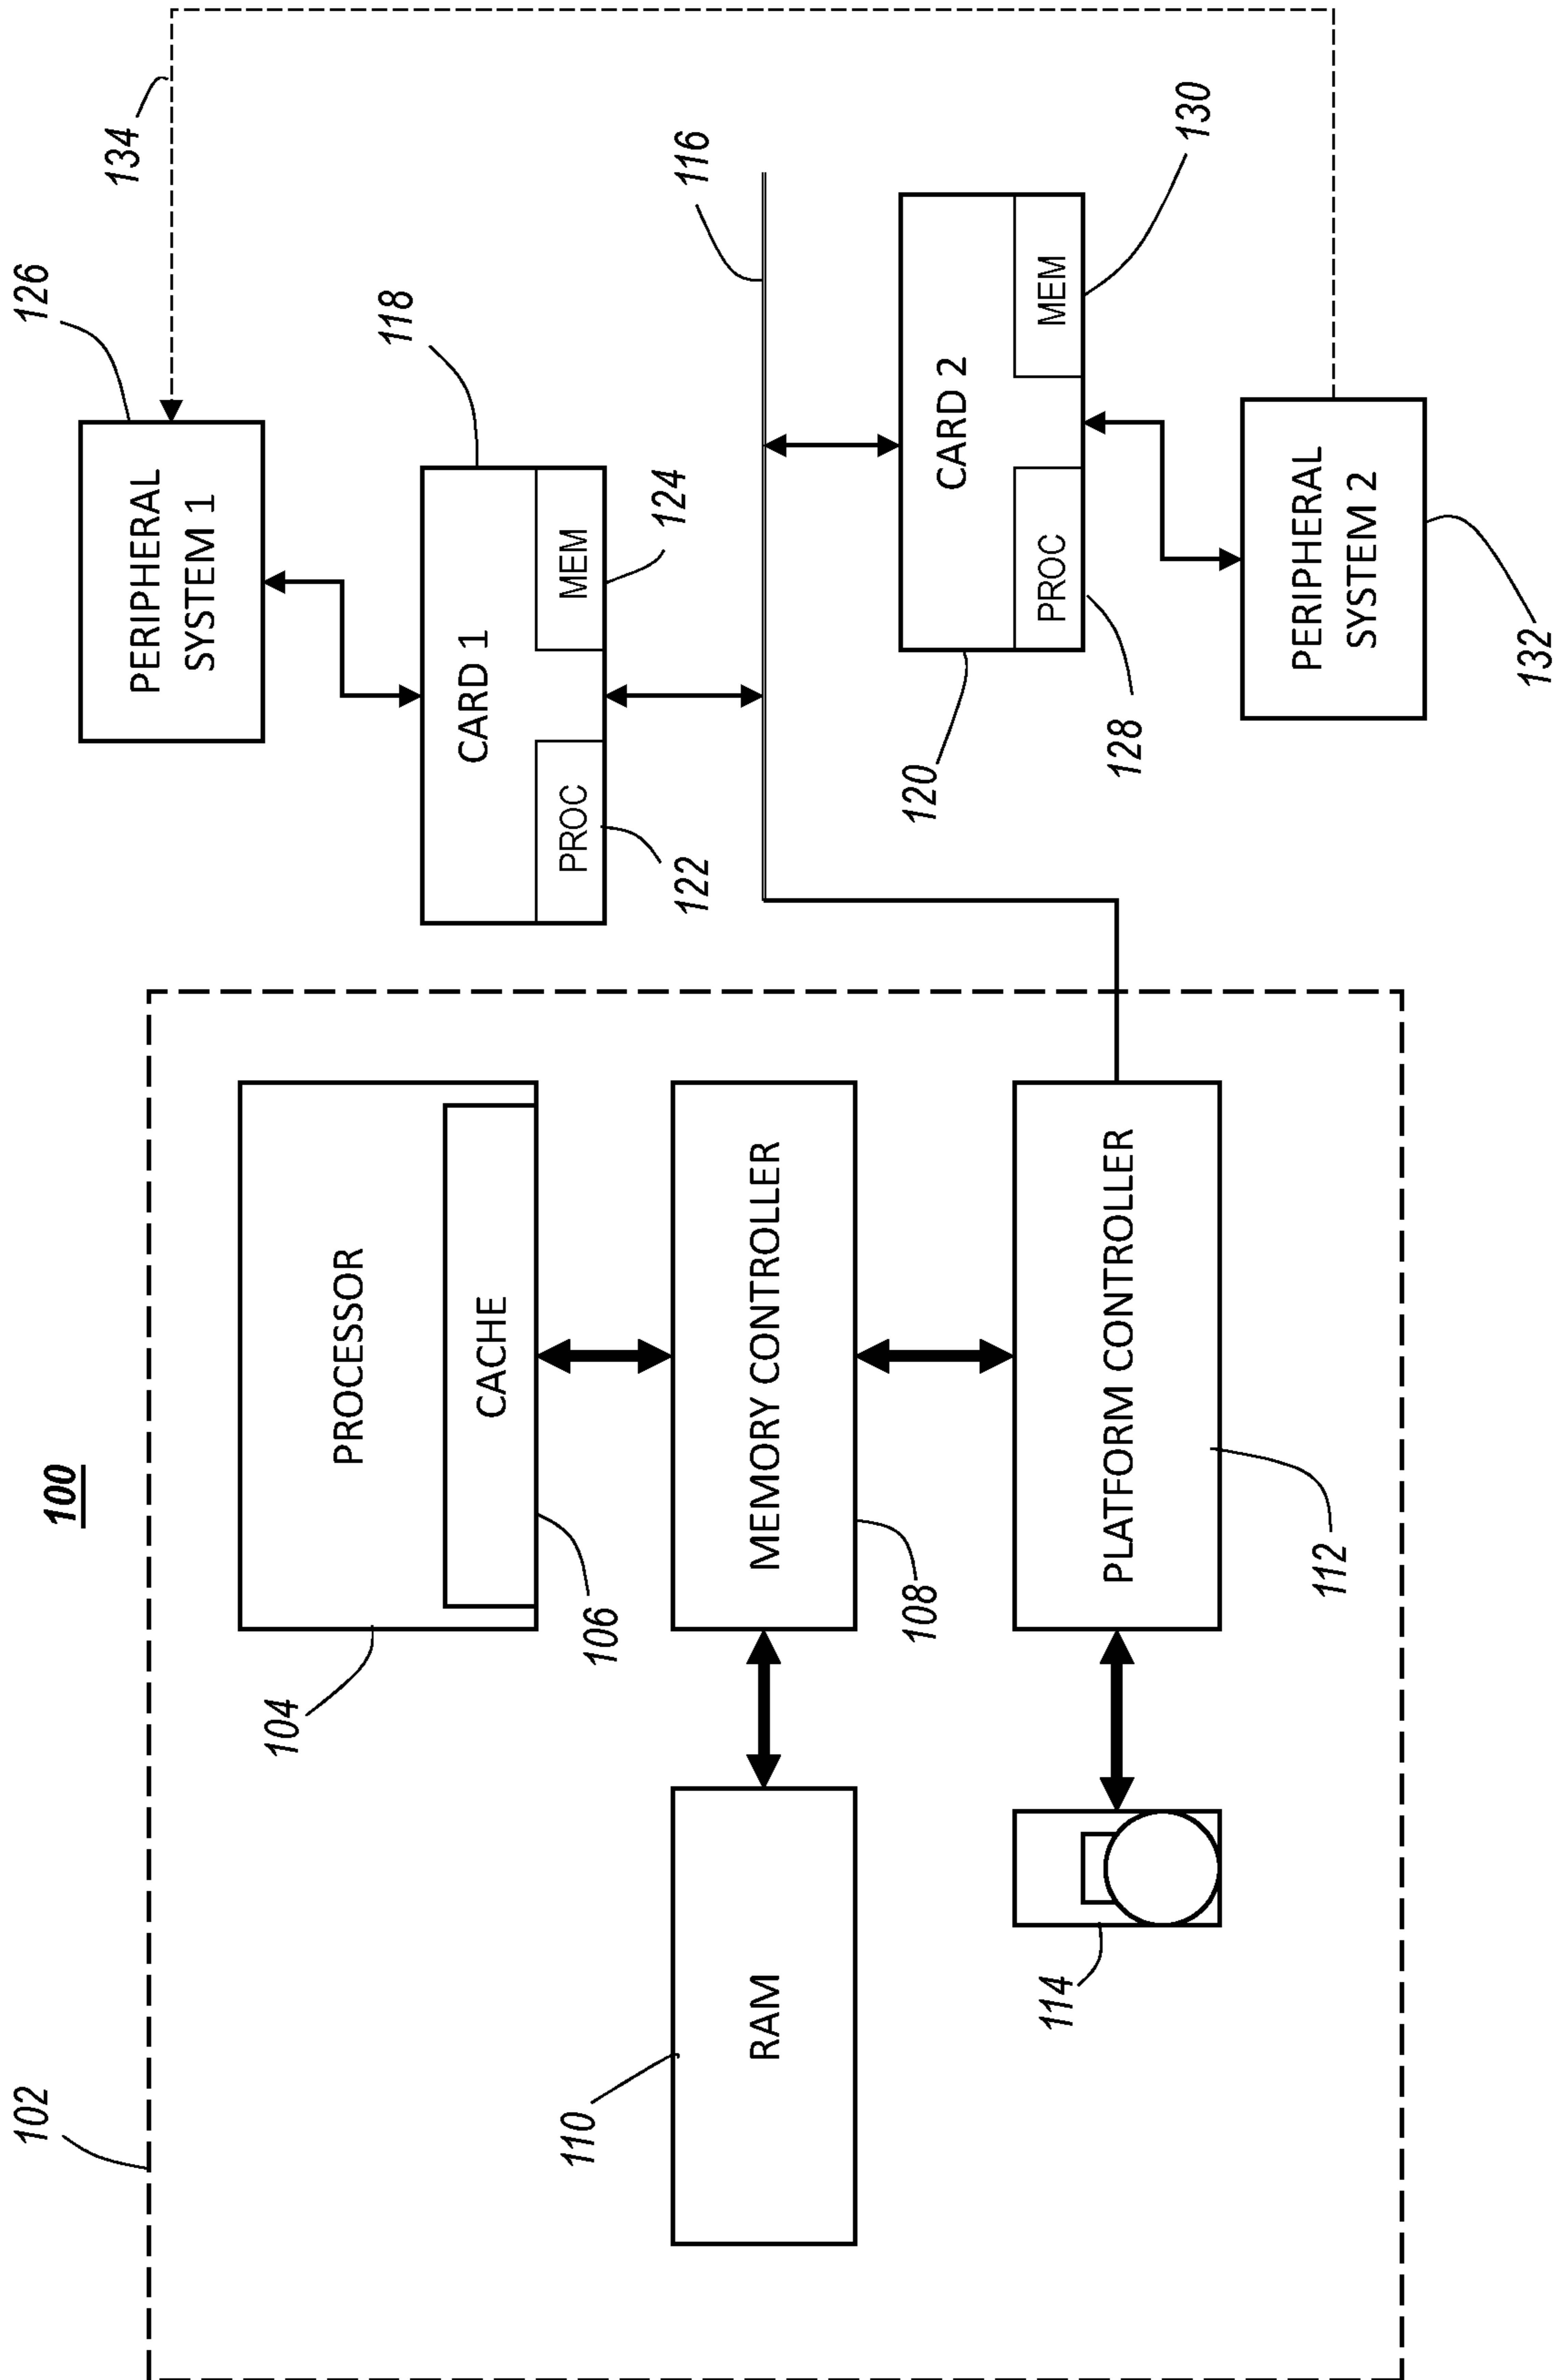 100
102
104
PROCESSOR
CACHE
106
MEMORY CONTROLLER
108
RAM
110
PLATFORM CONTROLLER
112
114
116
PERIPHERAL
SYSTEM 1
126
134
CARD 1
118
PROC
MEM
122
124
CARD 2
120
PROC
MEM
128
130
PERIPHERAL
SYSTEM 2
132